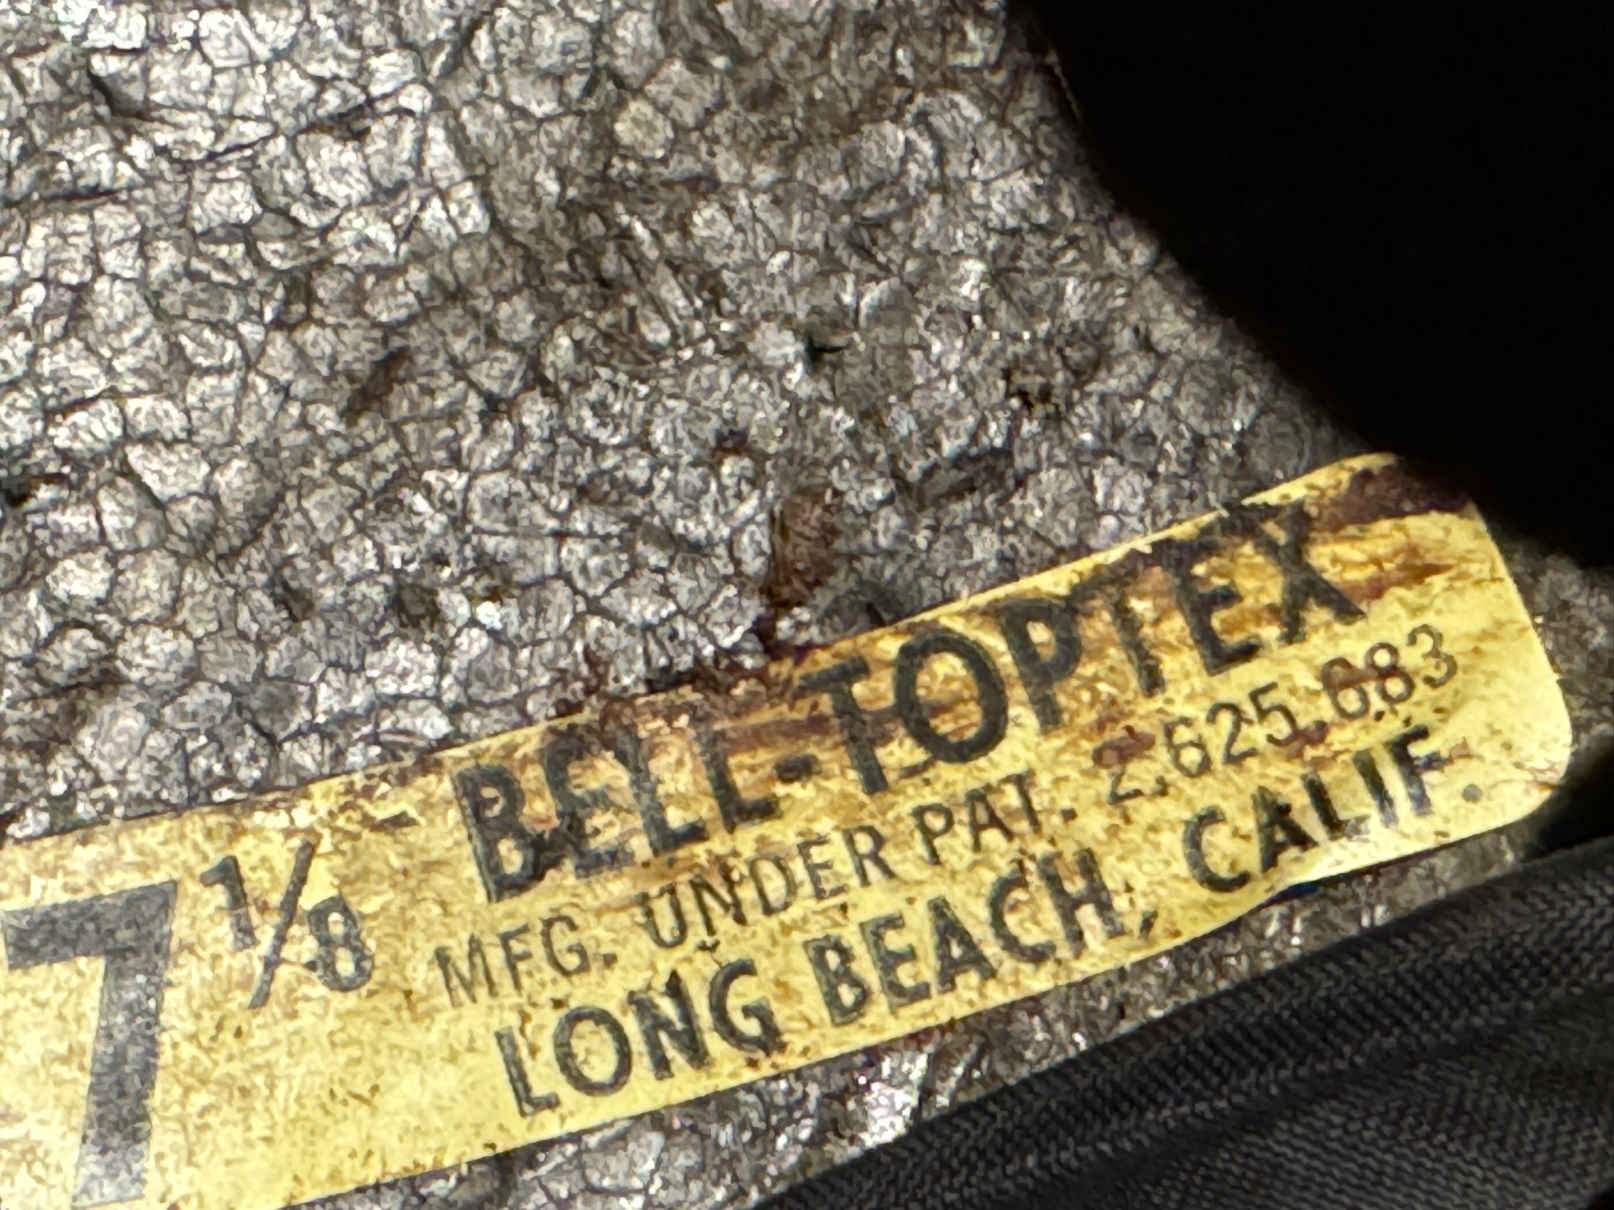 7 1/8
BELL-TOPTEX
MFG. UNDER PAT. 2.625.683
LONG BEACH, CALIF.